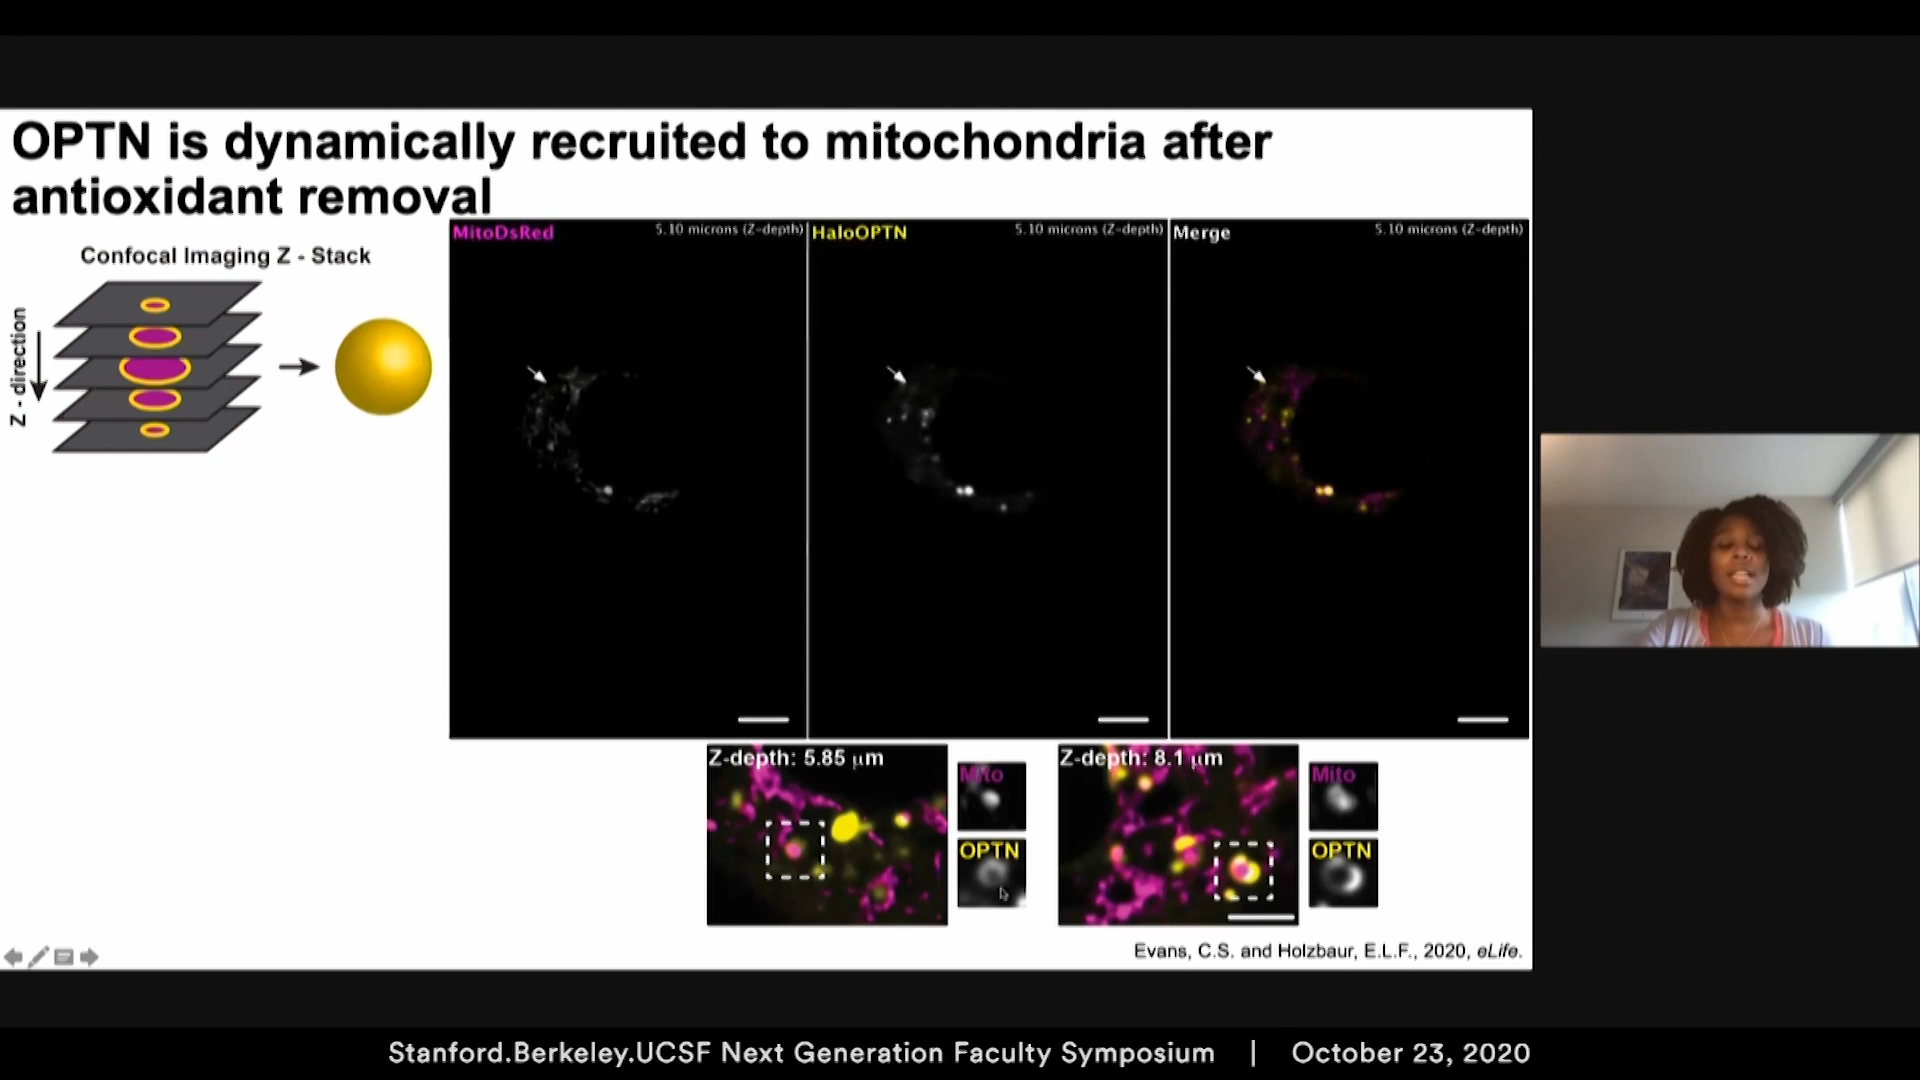 OPTN is dynamically recruited to mitochondria after
antioxidant removal
Confocal Imaging Z - Stack
Z - direction
MitoDsRed
5.10 microns (Z-depth)
HaloOPTN
5.10 microns (Z-depth)
Merge
5.10 microns (Z-depth)
Z-depth: 5.85 μm
Mito
OPTN
Z-depth: 8.1 μm
Mito
OPTN
Evans, C.S. and Holzbaur, E.L.F., 2020, eLife.
Stanford.Berkeley.UCSF Next Generation Faculty Symposium | October 23, 2020